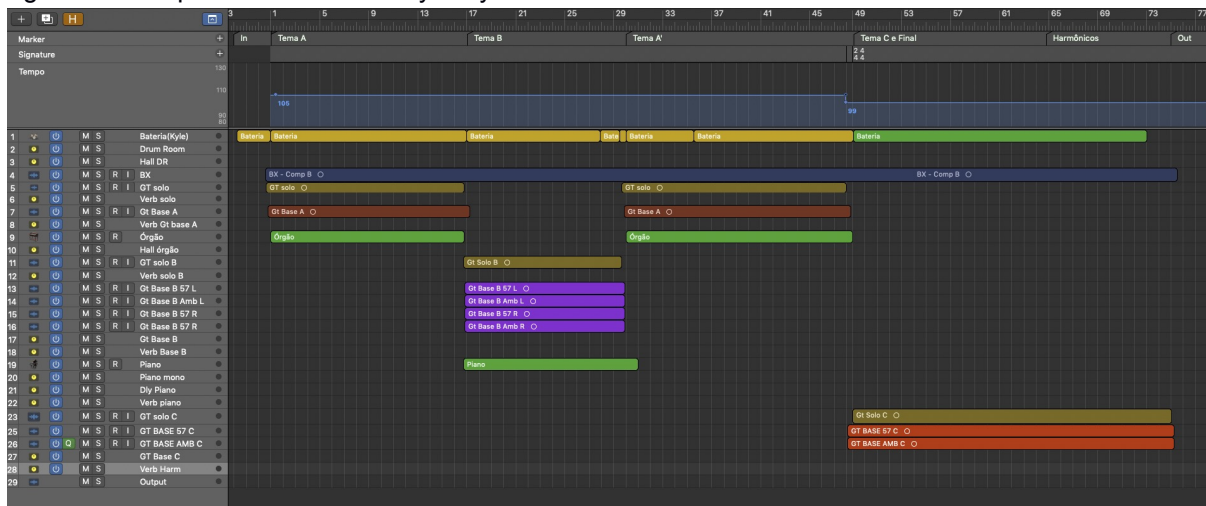 H 3 1 5 9 13 17 21 25 29 33 37 41 45 49 53 57 61 65 69 73 77
Marker + In Tema A Tema B Tema A' Tema C e Final Harmônicos Out
Signature + 2 4
4 4
Tempo 130
110
105
99
90
80
1 M S Bateria(Kyle) Bateria Bateria Bateria Bate Bateria Bateria Bateria
2 M S Drum Room
3 M S Hall DR
4 M S R I BX BX - Comp B BX - Comp B
5 M S R I GT solo GT solo GT solo
6 M S Verb solo
7 M S R I Gt Base A Gt Base A Gt Base A
8 M S Verb Gt base A
9 M S R Órgão Órgão Órgão
10 M S Hall órgão
11 M S R I GT solo B Gt Solo B
12 M S Verb solo B
13 M S R I Gt Base B 57 L Gt Base B 57 L
14 M S R I Gt Base B Amb L Gt Base B Amb L
15 M S R I Gt Base B 57 R Gt Base B 57 R
16 M S R I Gt Base B 57 R Gt Base B Amb R
17 M S Gt Base B
18 M S Verb Base B
19 M S R Piano Piano
20 M S Piano mono
21 M S Dly Piano
22 M S Verb piano
23 M S R I GT solo C Gt Solo C
25 M S R I GT BASE 57 C GT BASE 57 C
26 Q M S R I GT BASE AMB C GT BASE AMB C
27 M S GT Base C
28 M S Verb Harm
29 M S Output